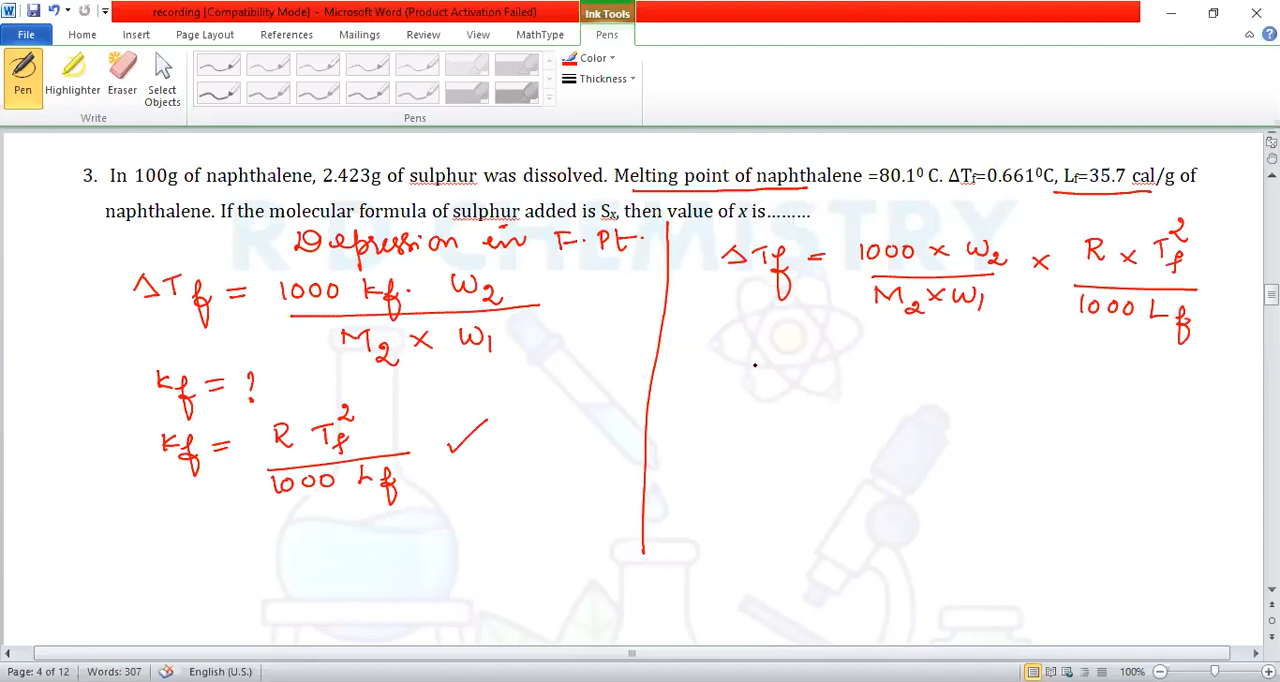 recording [Compatibility Mode] - Microsoft Word (Product Activation Failed)
Ink Tools
File Home Insert Page Layout References Mailings Review View MathType Pens
Pen Highlighter Eraser Select Objects
Color
Thickness
Write Pens
3. In 100g of naphthalene, 2.423g of sulphur was dissolved. Melting point of naphthalene =80.1⁰ C. ΔTf=0.661⁰C, Lf=35.7 cal/g of
naphthalene. If the molecular formula of sulphur added is Sx, then value of x is.........
Depression in F. Pt.
ΔTf = 1000 kf. W2 / M2 × W1
kf = ?
kf = R Tf² / 1000 Lf ✓
ΔTf = 1000 × W2 / M2 × W1 × R × Tf² / 1000 Lf
Page: 4 of 12 Words: 307 English (U.S.) 100%